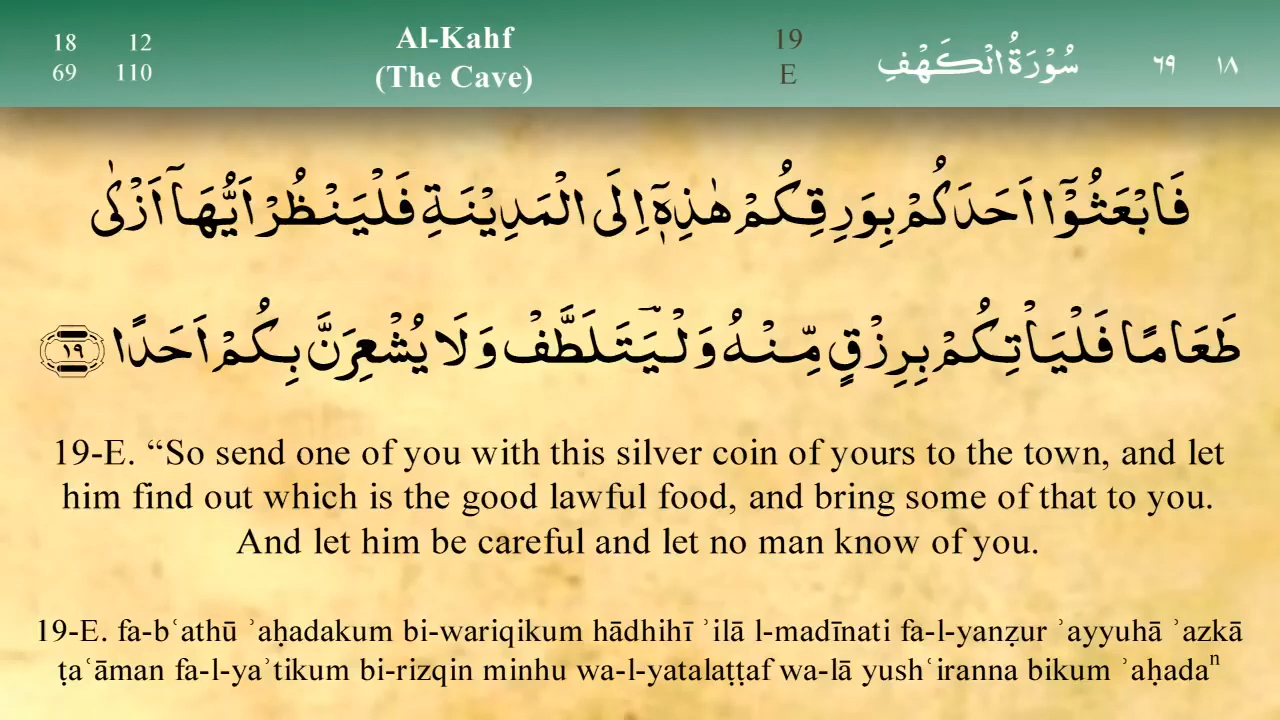 18 12
69 110
Al-Kahf
(The Cave)
19
E
سُوْرَةُ الْكَهْفِ
٦٩ ١٨
فَابْعَثُوْٓا اَحَدَكُمْ بِوَرِقِكُمْ هٰذِهٖٓ اِلَى الْمَدِيْنَةِ فَلْيَنْظُرْ اَيُّهَآ اَزْكٰى
طَعَامًا فَلْيَاْتِكُمْ بِرِزْقٍ مِّنْهُ وَلْيَتَلَطَّفْ وَلَا يُشْعِرَنَّ بِكُمْ اَحَدًا ١٩
19-E. “So send one of you with this silver coin of yours to the town, and let
him find out which is the good lawful food, and bring some of that to you.
And let him be careful and let no man know of you.
19-E. fa-bʿathū ʾaḥadakum bi-wariqikum hādhihī ʾilā l-madīnati fa-l-yanẓur ʾayyuhā ʾazkā
ṭaʿāman fa-l-yaʾtikum bi-rizqin minhu wa-l-yatalaṭṭaf wa-lā yushʿiranna bikum ʾaḥadaⁿ